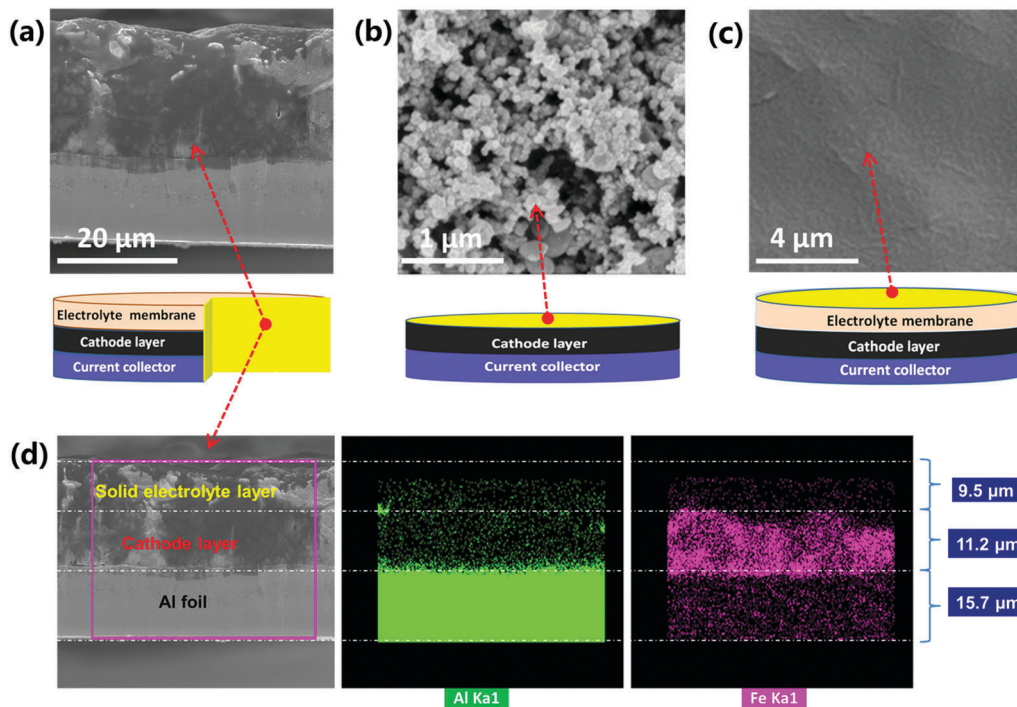 (a)
(b)
(c)
20 μm
1 μm
4 μm
Electrolyte membrane
Cathode layer
Current collector
Cathode layer
Current collector
Electrolyte membrane
Cathode layer
Current collector
(d)
Solid electrolyte layer
Cathode layer
Al foil
9.5 μm
11.2 μm
15.7 μm
Al Ka1
Fe Ka1